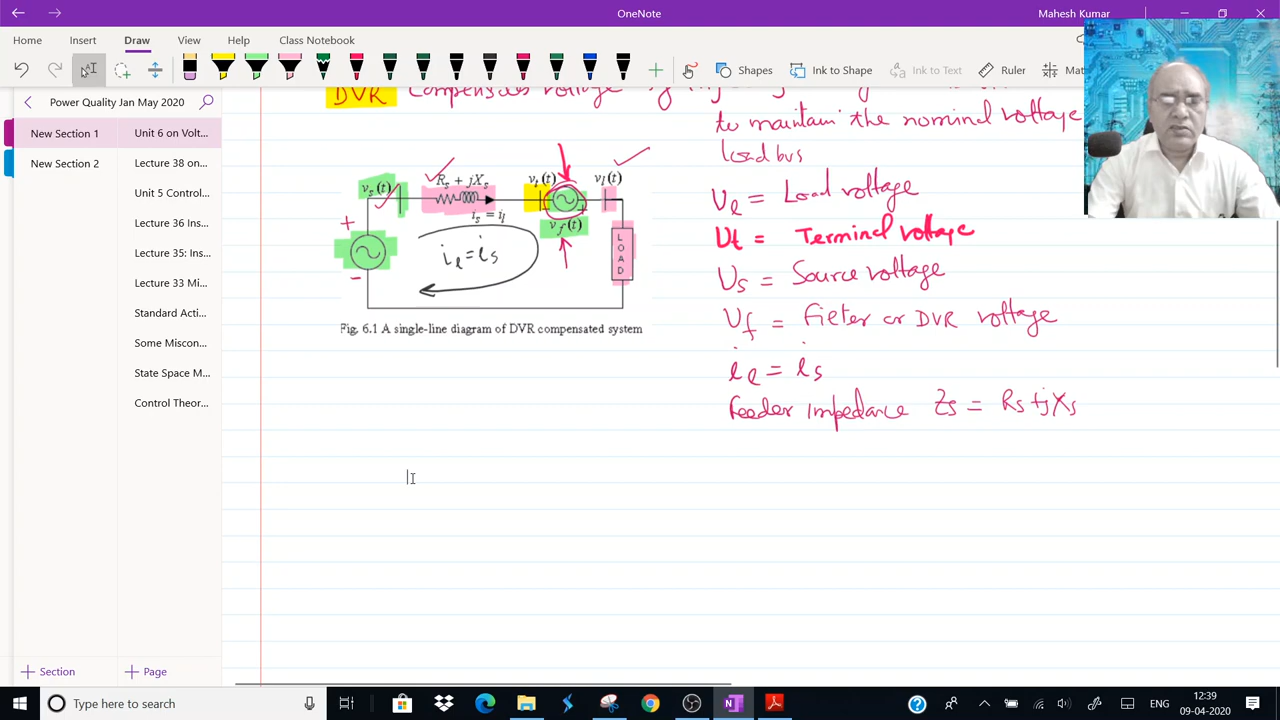 OneNote
Mahesh Kumar
Home
Insert
Draw
View
Help
Class Notebook
Shapes
Ink to Shape
Ink to Text
Ruler
Mat
Power Quality Jan May 2020
New Section 1
New Section 2
Unit 6 on Volt...
Lecture 38 on...
Unit 5 Control...
Lecture 36 Ins...
Lecture 35: Ins...
Lecture 33 Mi...
Standard Acti...
Some Miscon...
State Space M...
Control Theor...
Section
Page
DVR Compensates voltage
to maintain the nominal voltage
Load bus
vs(t)
Rs + jXs
vt(t)
vl(t)
is = il
vf(t)
+
-
- +
il = is
LOAD
Fig. 6.1 A single-line diagram of DVR compensated system
Vl = Load voltage
Vt = Terminal voltage
Vs = Source voltage
Vf = Filter or DVR voltage
il = is
Feeder impedance Zs = Rs+jXs
Type here to search
ENG
12:39
09-04-2020